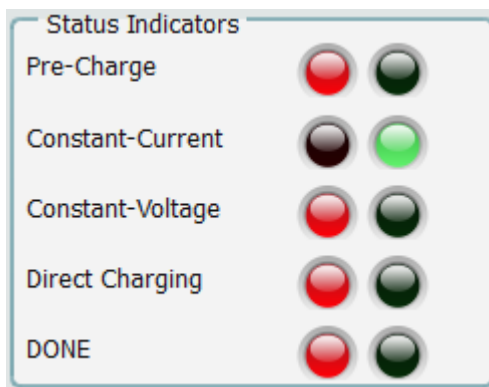 Status Indicators
Pre-Charge
Constant-Current
Constant-Voltage
Direct Charging
DONE